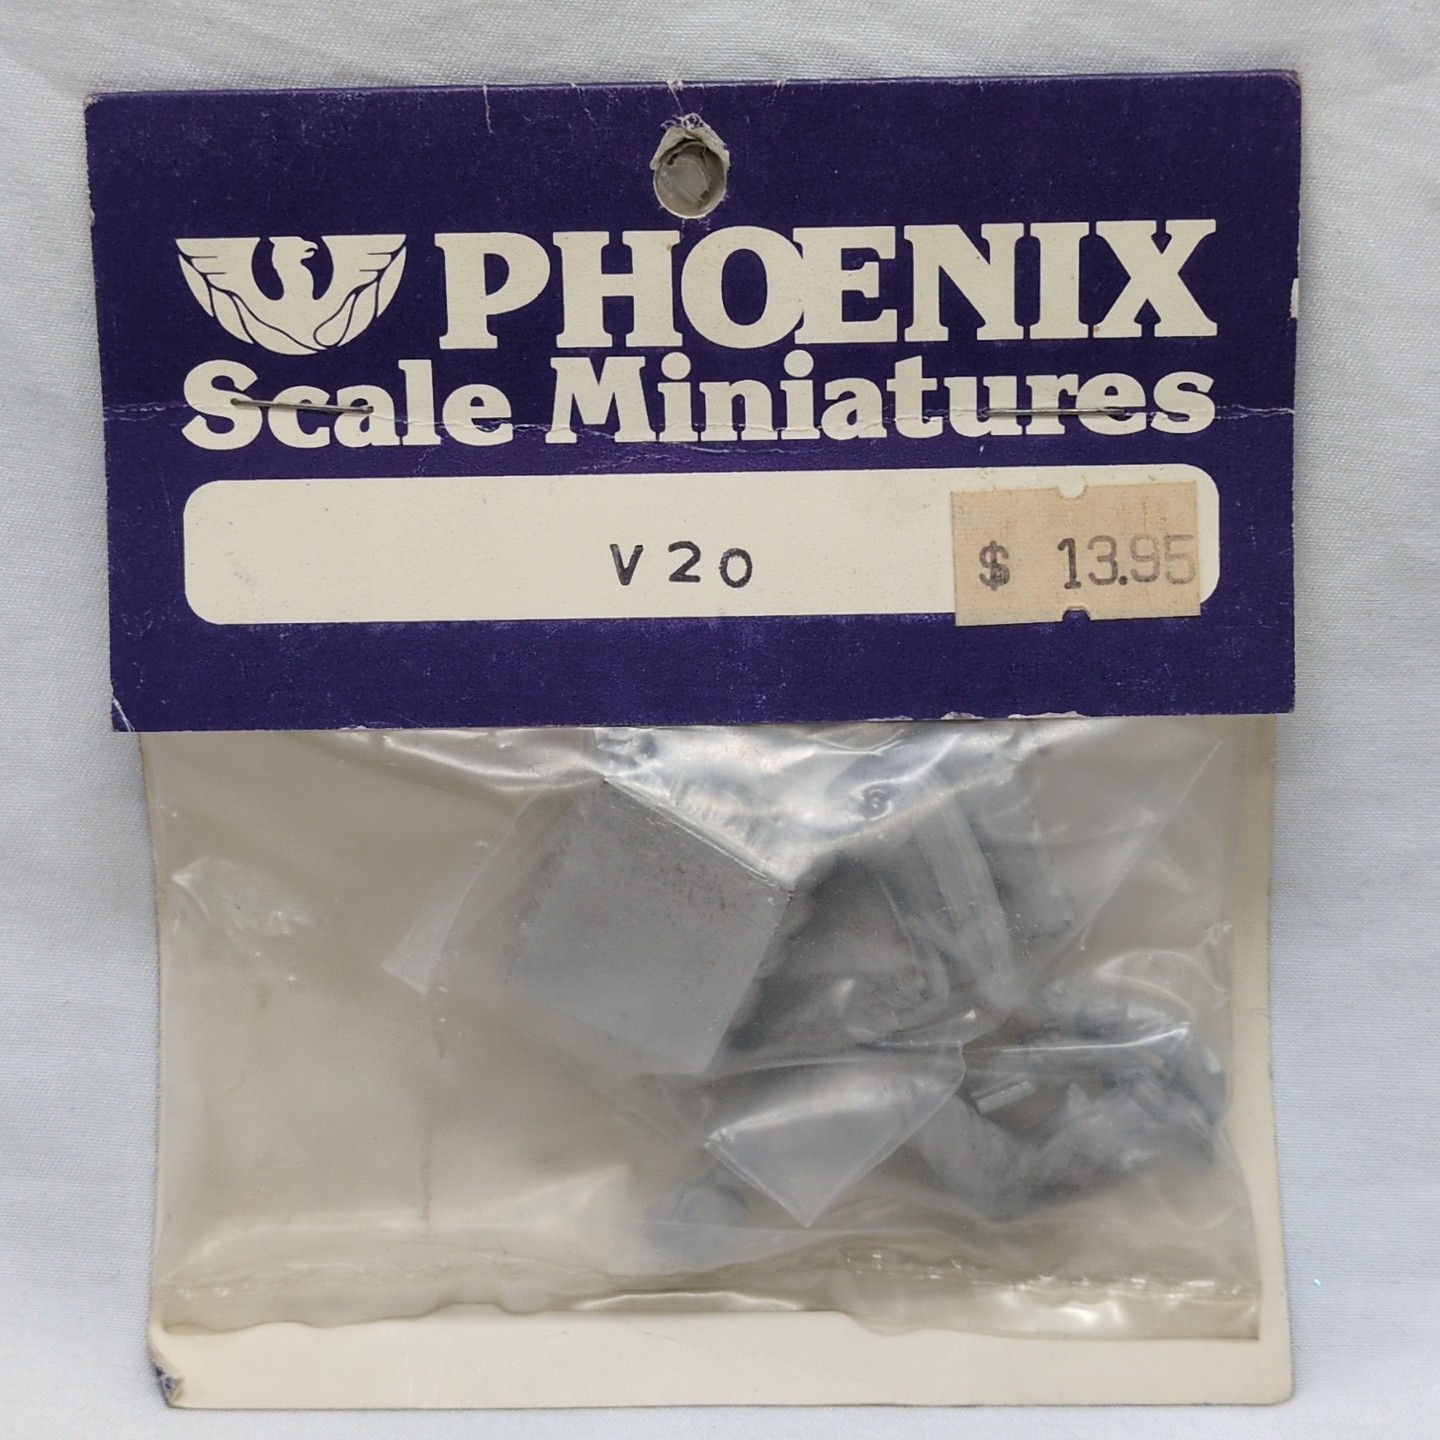 PHOENIX
Scale Miniatures
V20
$ 13.95